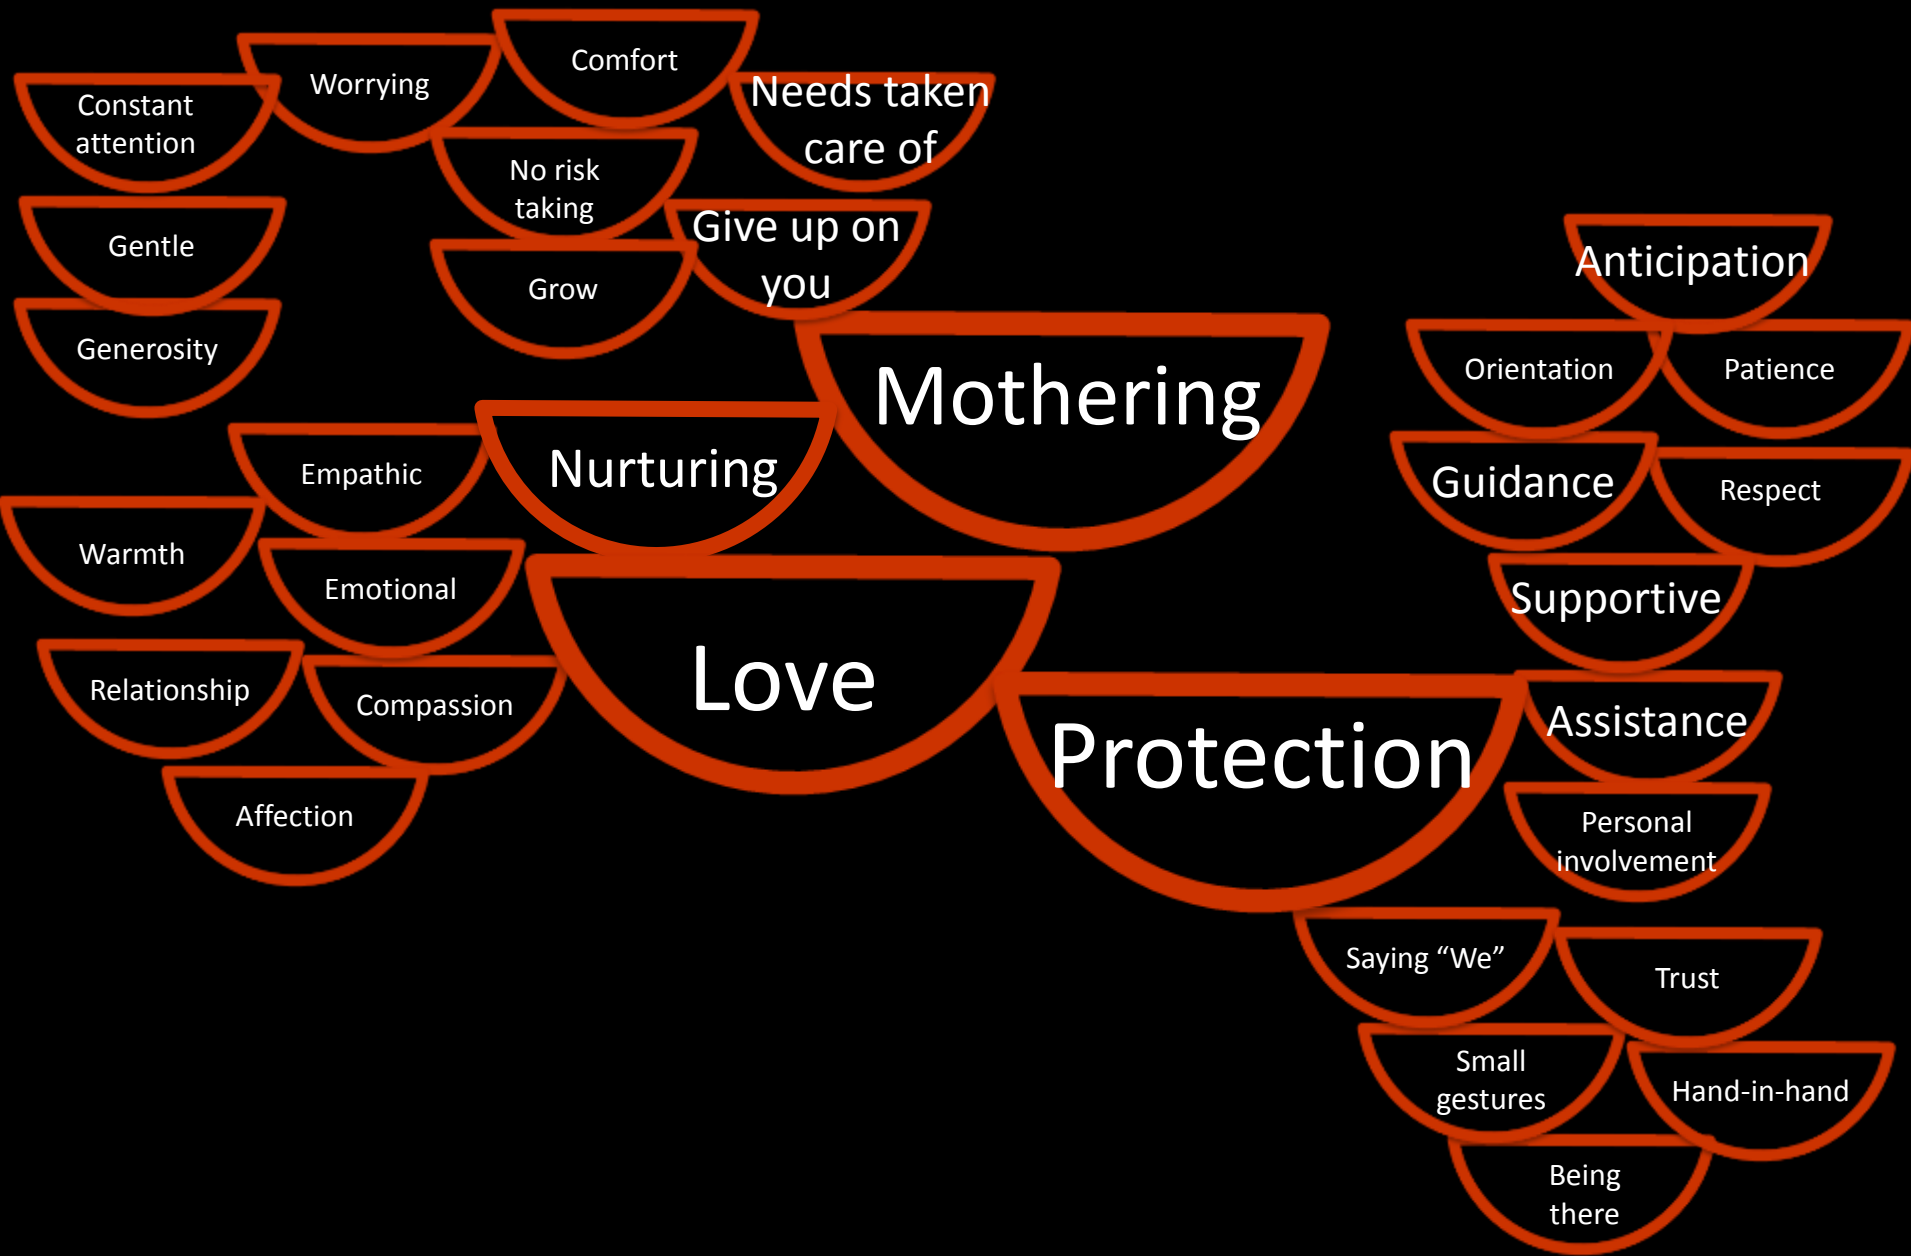 Comfort
Worrying
Needs taken
care of
Constant
attention
No risk
taking
Give up on
you
Gentle
Grow
Generosity
Mothering
Nurturing
Empathic
Warmth
Emotional
Love
Relationship
Compassion
Affection
Protection
Anticipation
Orientation
Patience
Guidance
Respect
Supportive
Assistance
Personal
involvement
Saying “We”
Trust
Small
gestures
Hand-in-hand
Being
there